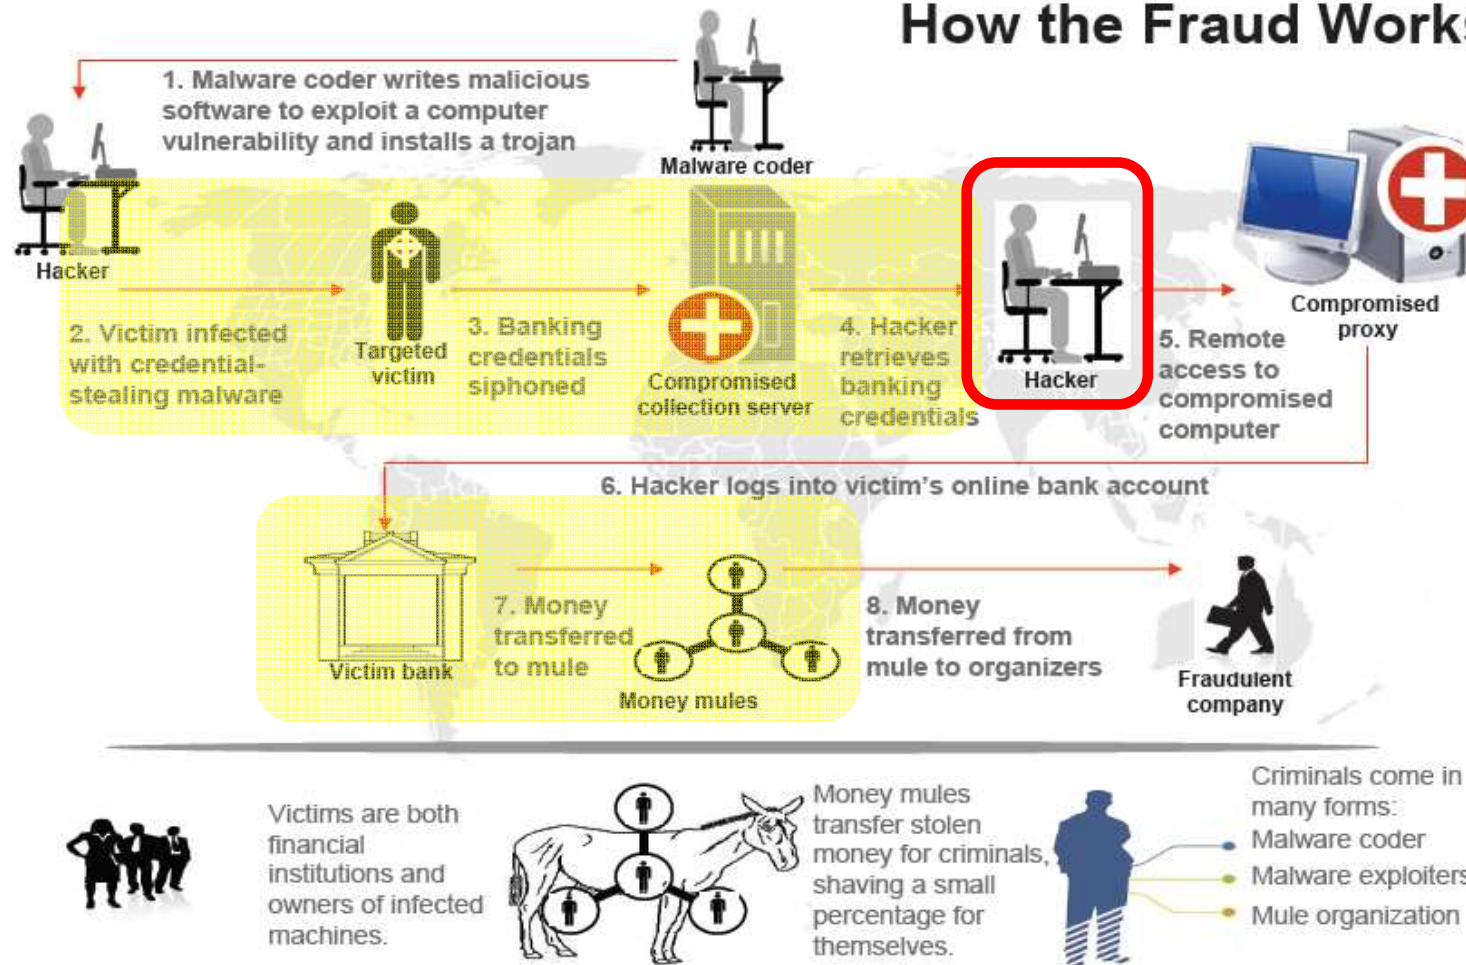 How the Fraud Works
1. Malware coder writes malicious
software to exploit a computer
vulnerability and installs a trojan
Malware coder
Hacker
2. Victim infected
with credential-
stealing malware
Targeted
victim
3. Banking
credentials
siphoned
Compromised
collection server
4. Hacker
retrieves
banking
credentials
Hacker
5. Remote
access to
compromised
computer
Compromised
proxy
6. Hacker logs into victim's online bank account
Victim bank
7. Money
transferred
to mule
Money mules
8. Money
transferred from
mule to organizers
Fraudulent
company
Victims are both
financial
institutions and
owners of infected
machines.
Money mules
transfer stolen
money for criminals,
shaving a small
percentage for
themselves.
Criminals come in
many forms:
Malware coder
Malware exploiters
Mule organization